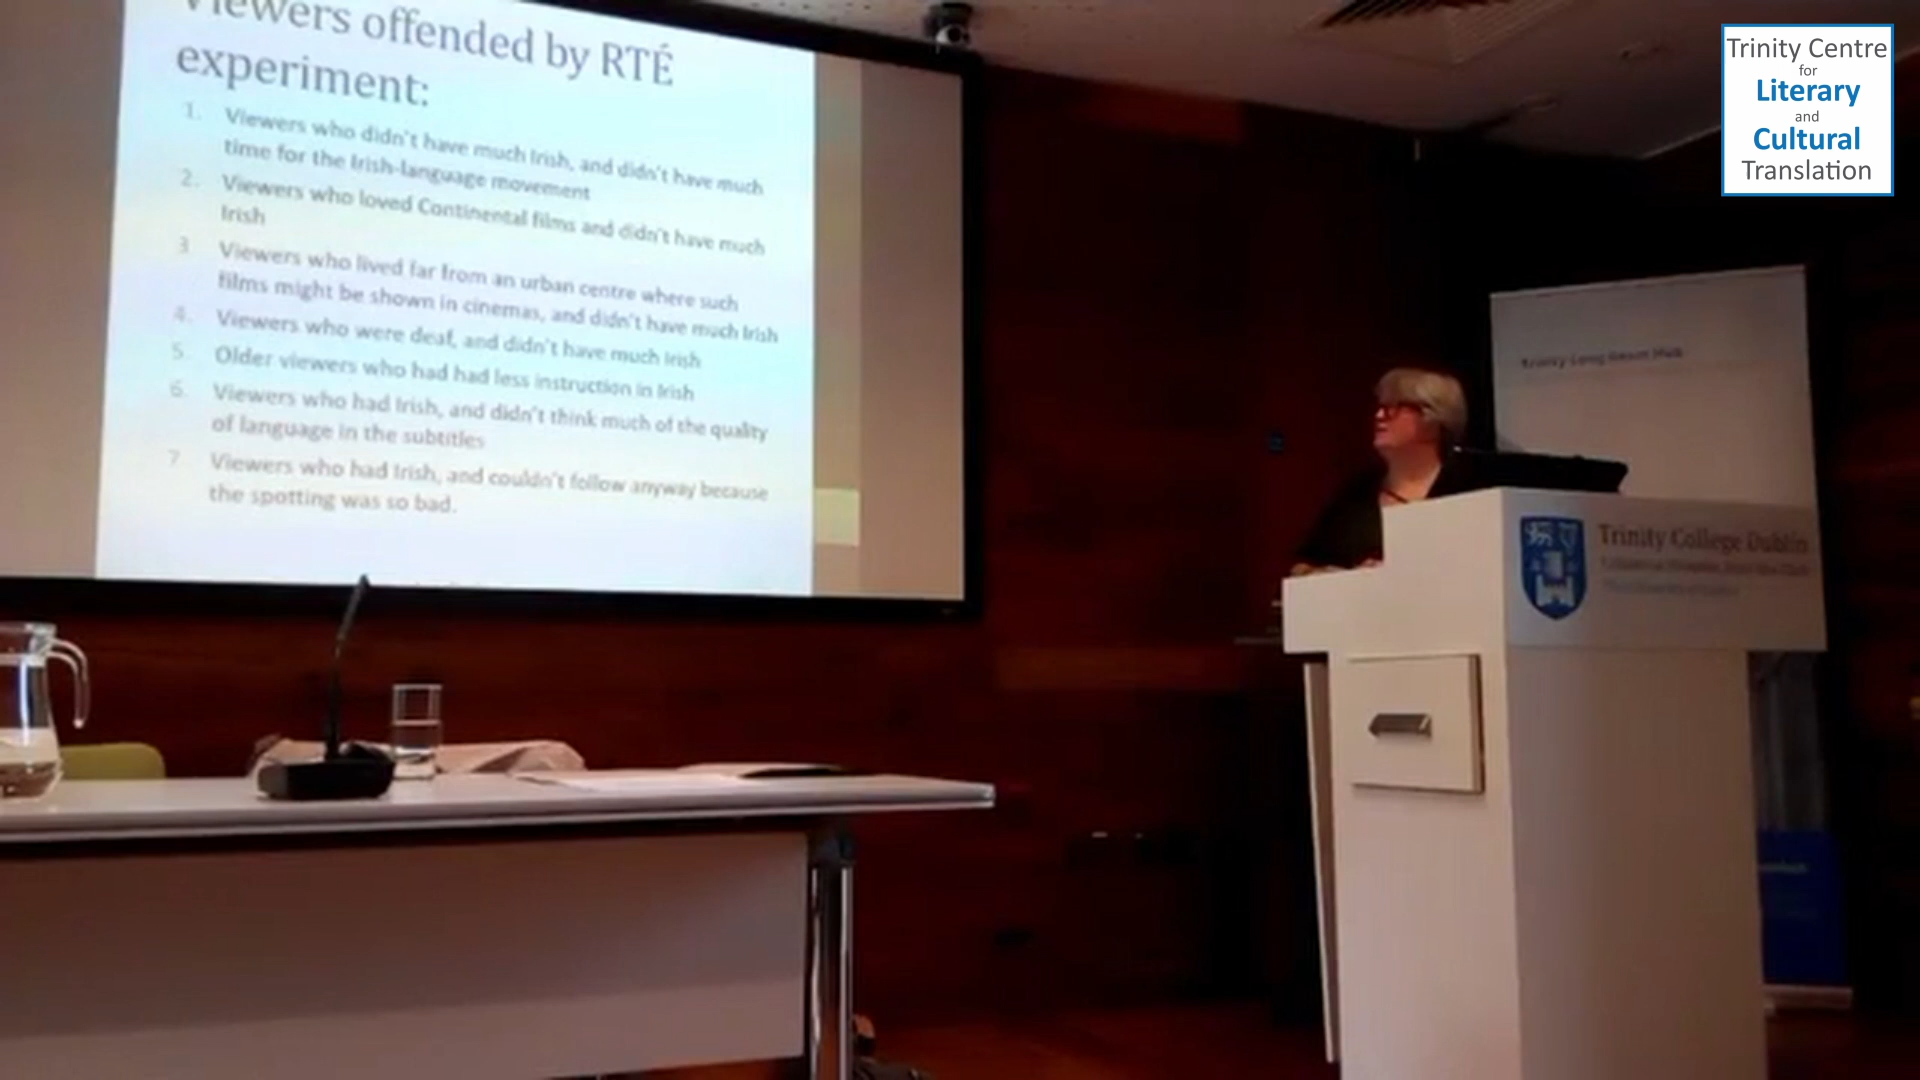 Viewers offended by RTÉ
experiment:
1. Viewers who didn't have much Irish, and didn't have much
time for the Irish-language movement
2. Viewers who loved Continental films and didn't have much
Irish
3 Viewers who lived far from an urban centre where such
films might be shown in cinemas, and didn't have much Irish
4. Viewers who were deaf, and didn't have much Irish
5. Older viewers who had had less instruction in Irish
6. Viewers who had Irish, and didn't think much of the quality
of language in the subtitles
7 Viewers who had Irish, and couldn't follow anyway because
the spotting was so bad.
Trinity Centre
for
Literary
and
Cultural
Translation
Trinity Long Room Hub
Trinity College Dublin